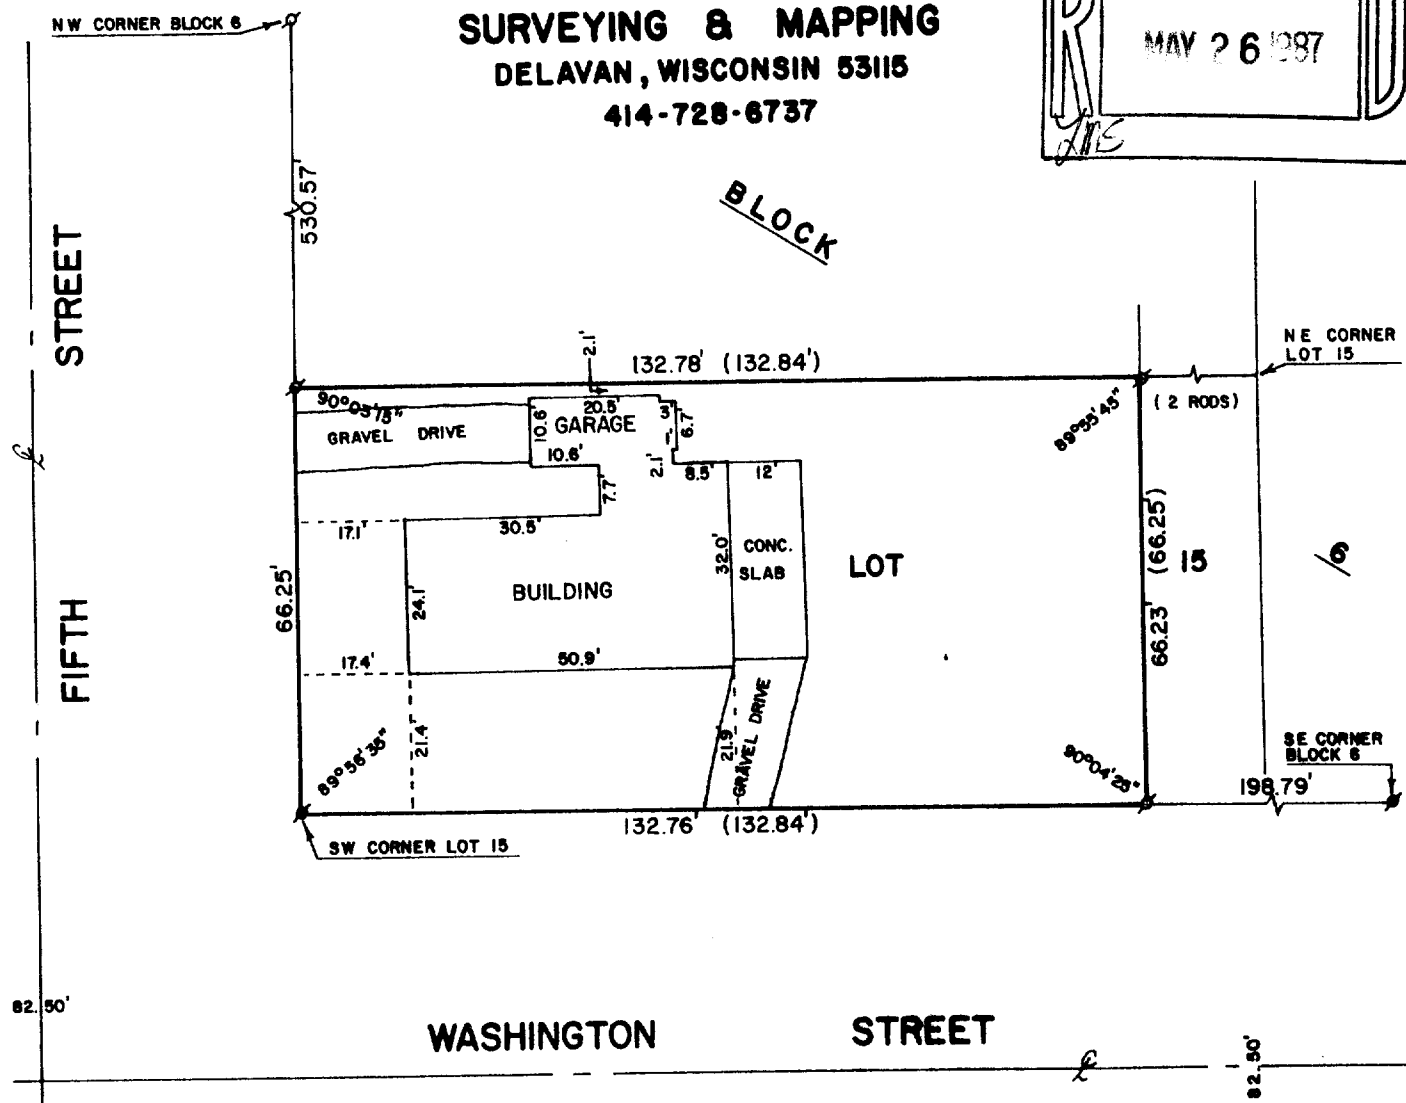 NW CORNER BLOCK 6
SURVEYING & MAPPING
DELAVAN, WISCONSIN 53115
414-728-6737
MAY 26 1987
530.57'
BLOCK
FIFTH STREET
NE CORNER
LOT 15
2.1'
132.78' (132.84')
(2 RODS)
20.5'
GARAGE
10.6'
3'
6.7'
1'
GRAVEL DRIVE
89°55'45"
10.6'
2.1'
8.5'
12'
7.7'
17.1'
30.5'
32.0'
CONC.
SLAB
LOT 15
6
66.25'
24.1'
BUILDING
66.23' (66.25')
17.4'
50.9'
21.4'
21.9'
GRAVEL DRIVE
89°56'35"
90°04'25"
SE CORNER
BLOCK 6
198.79'
132.76' (132.84')
SW CORNER LOT 15
82.50'
WASHINGTON STREET
82.50'